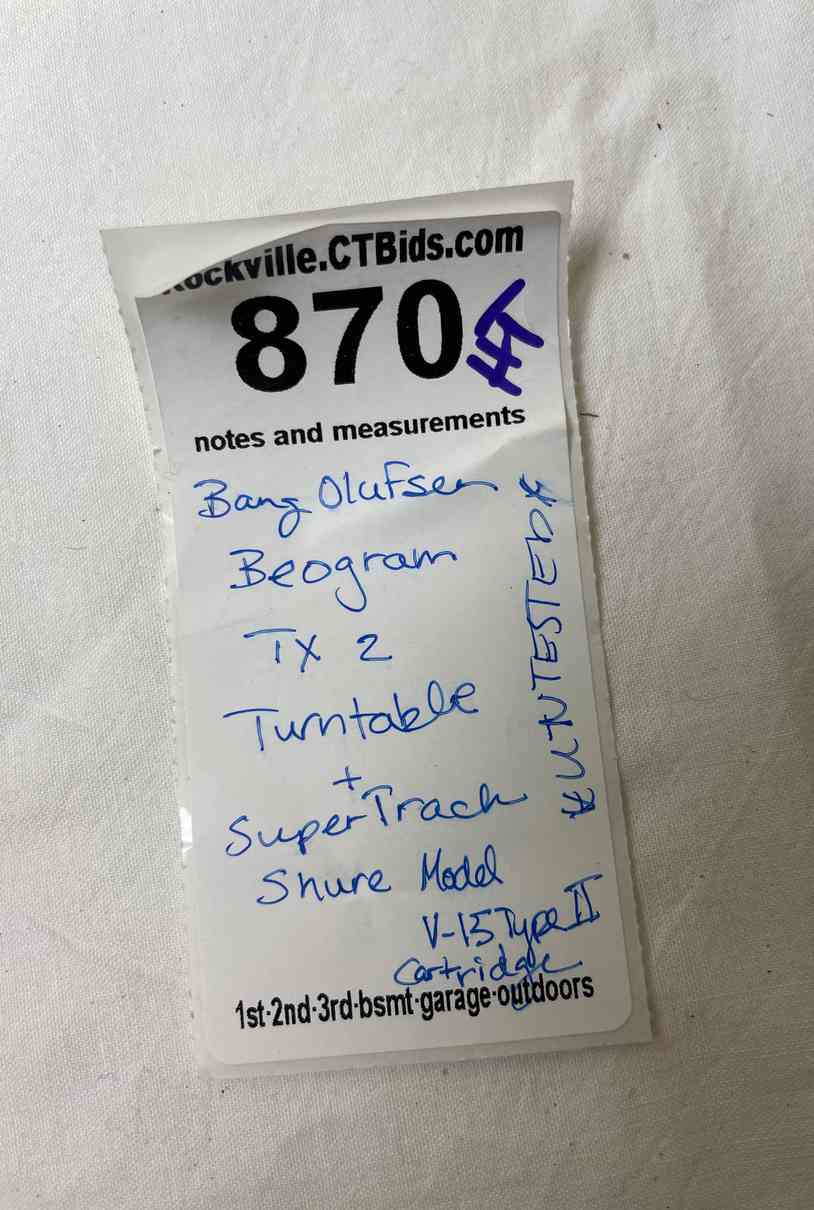 Rockville.CTBids.com
870
notes and measurements
Bang Olufsen
Beogram
TX 2
Turntable
+
SuperTrack
Shure Model
V-15 Type II
Cartridge
*UNTESTED*
1st·2nd·3rd·bsmt·garage·outdoors